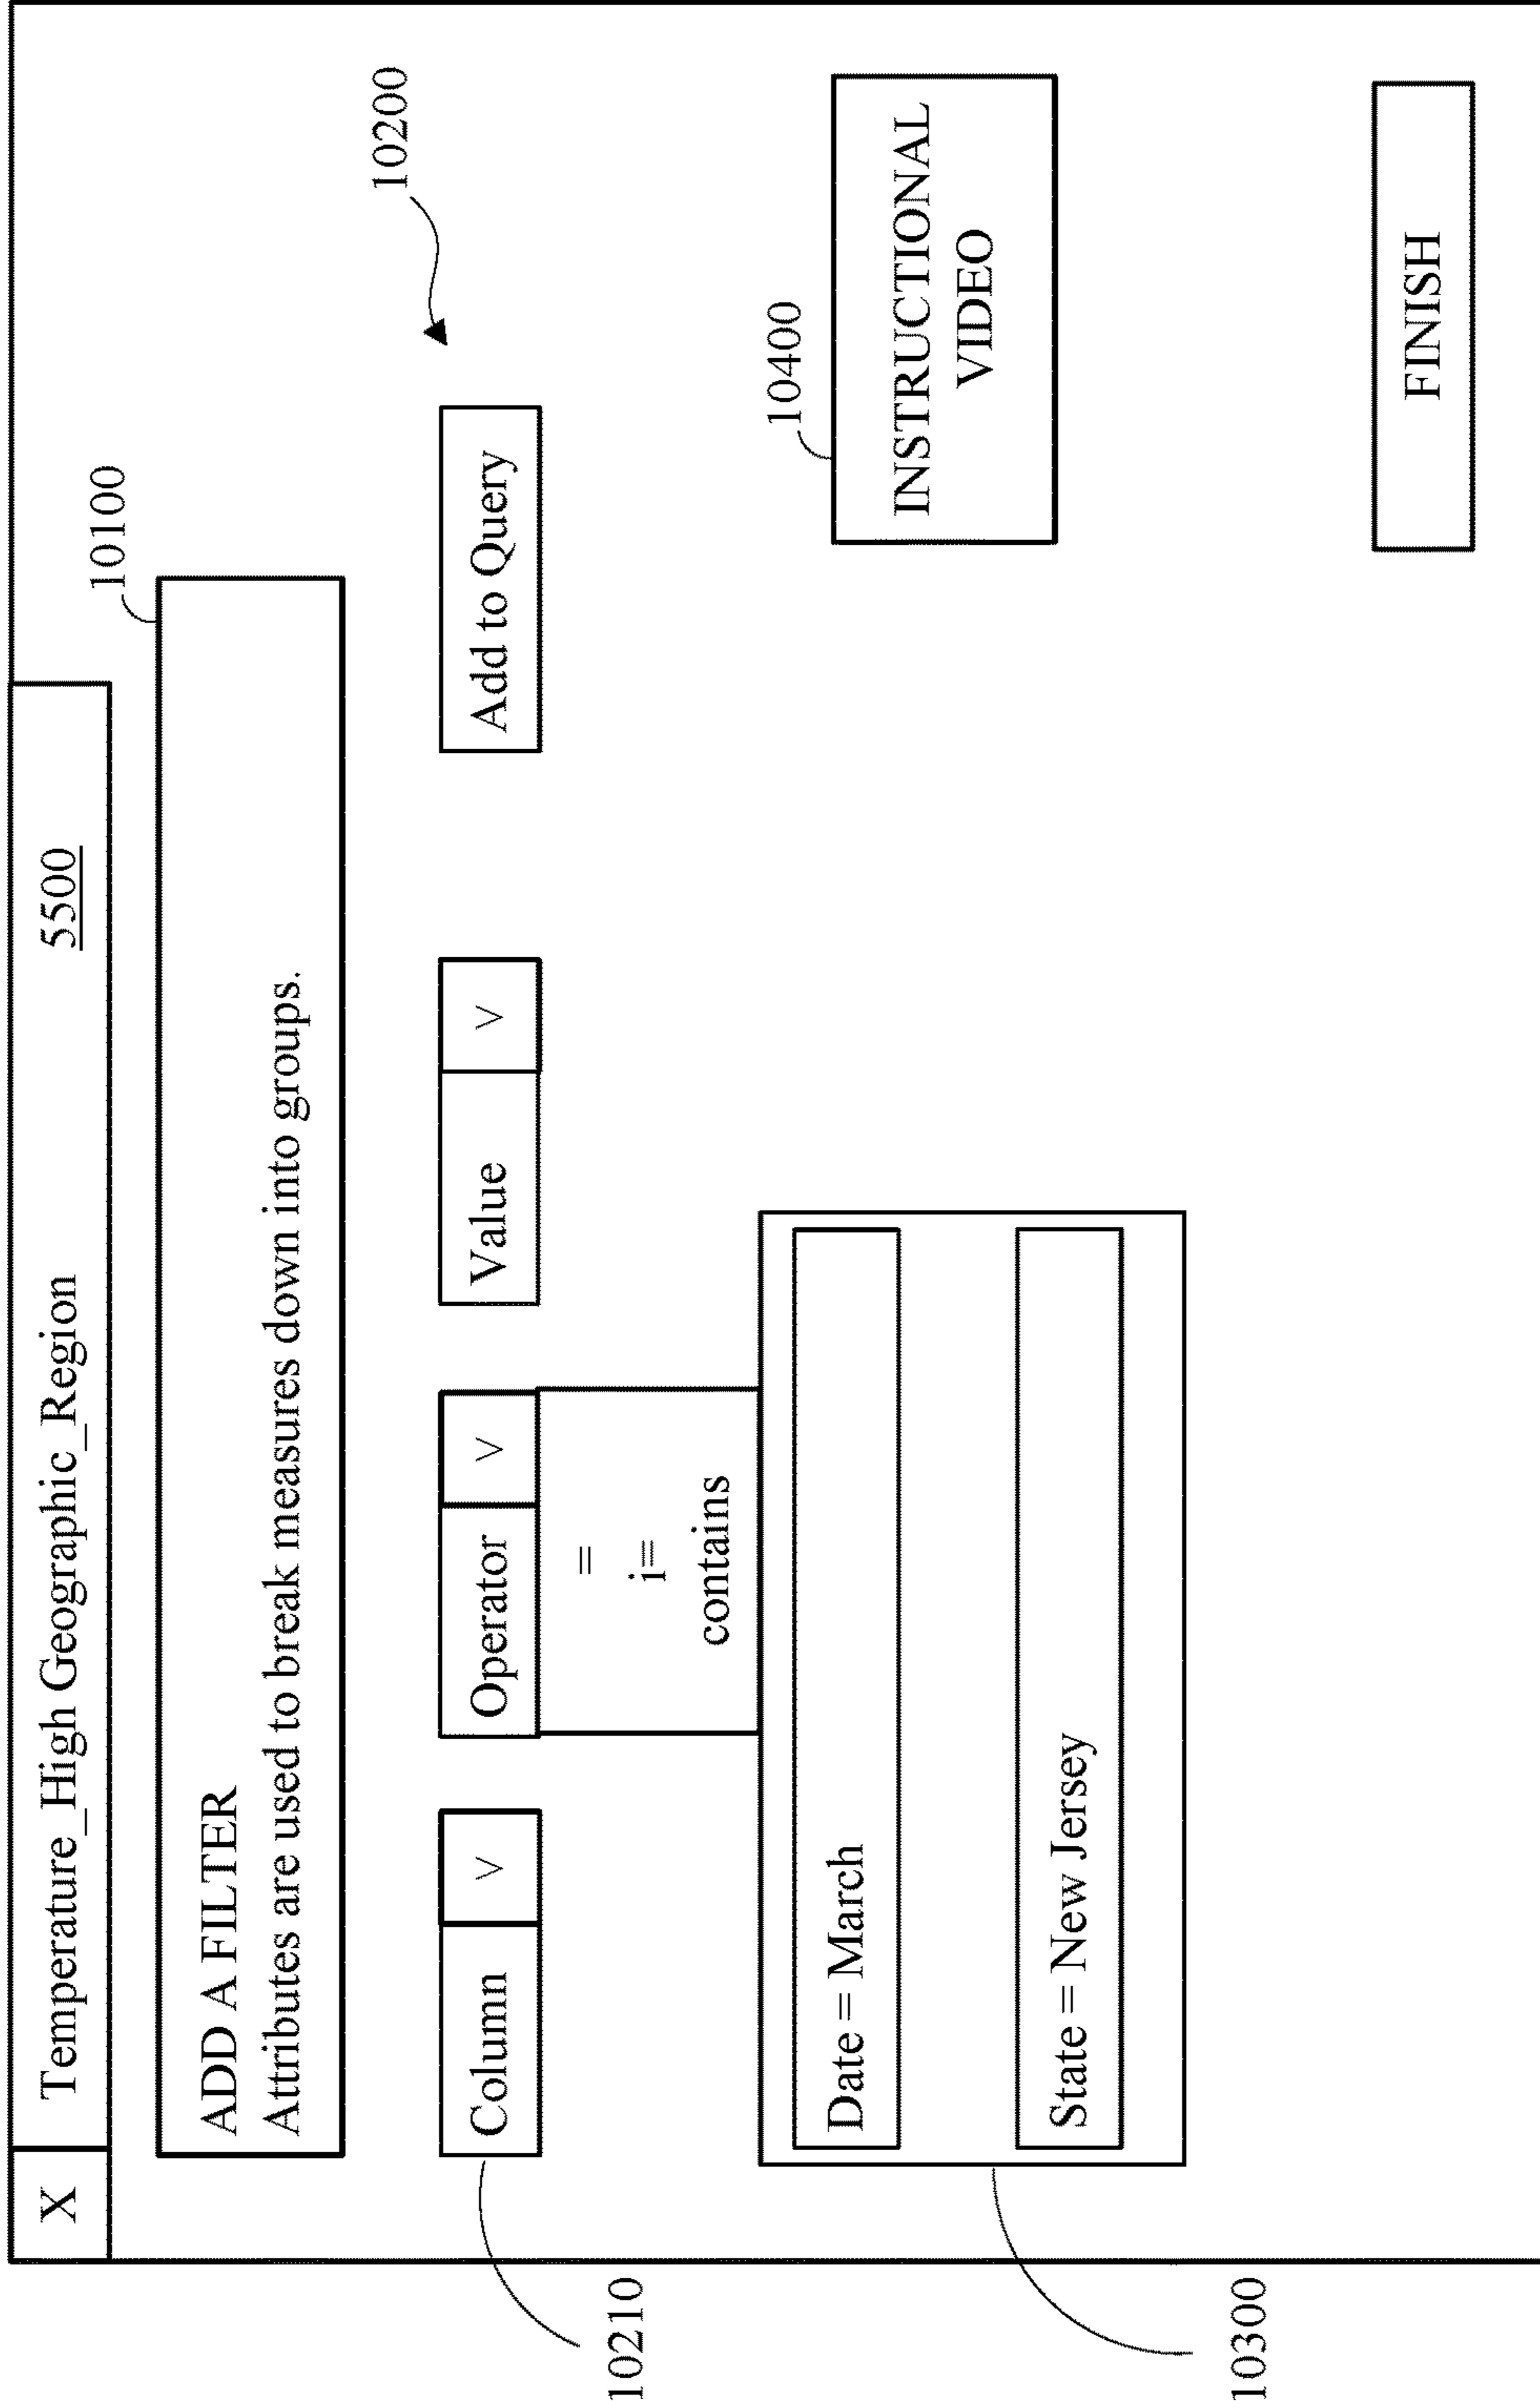 X Temperature_High Geographic_Region 5500
10100
ADD A FILTER
Attributes are used to break measures down into groups.
10200
Column V Operator V Value V Add to Query
10210
=
i=
contains
10400
Date = March
INSTRUCTIONAL
VIDEO
State = New Jersey
10300
FINISH